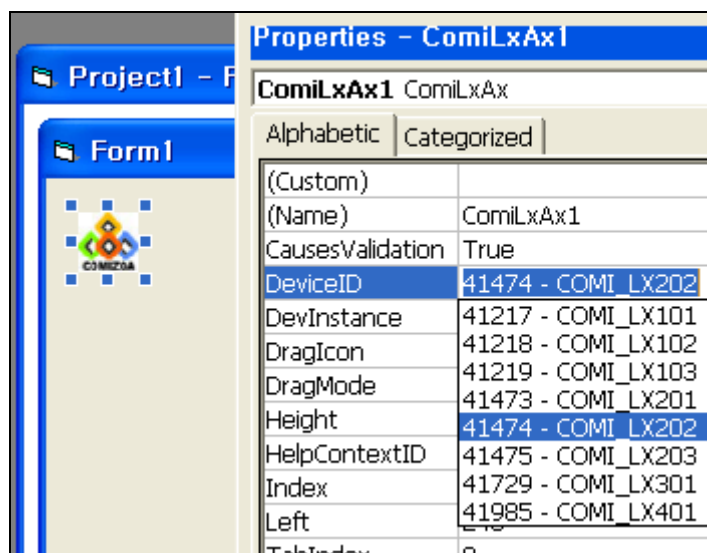 Properties - ComiLxAx1
Project1 - F
ComiLxAx1 ComiLxAx
Form1
Alphabetic
Categorized
(Custom)
(Name) ComiLxAx1
COMIZOA
CausesValidation True
DeviceID 41474 - COMI_LX202
DevInstance
41217 - COMI_LX101
41218 - COMI_LX102
DragIcon
41219 - COMI_LX103
DragMode
41473 - COMI_LX201
Height
41474 - COMI_LX202
HelpContextID
41475 - COMI_LX203
Index
41729 - COMI_LX301
Left
41985 - COMI_LX401